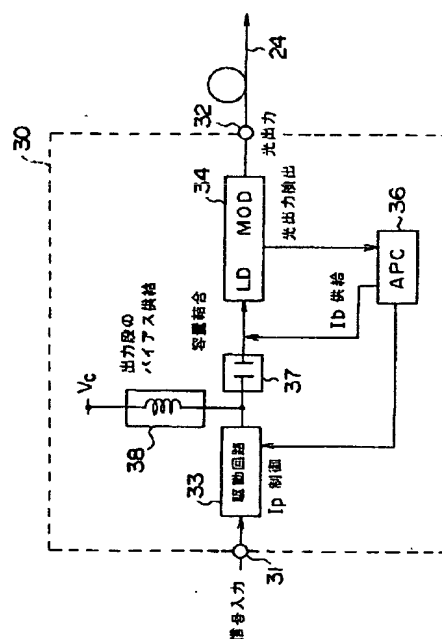 30
信号入力
31
33
駆動回路
Ip 制御
38
Vc
出力段の
バイアス供給
37
容量結合
34
LD MOD
Ib 供給
光出力検出
36
APC
32
光出力
24